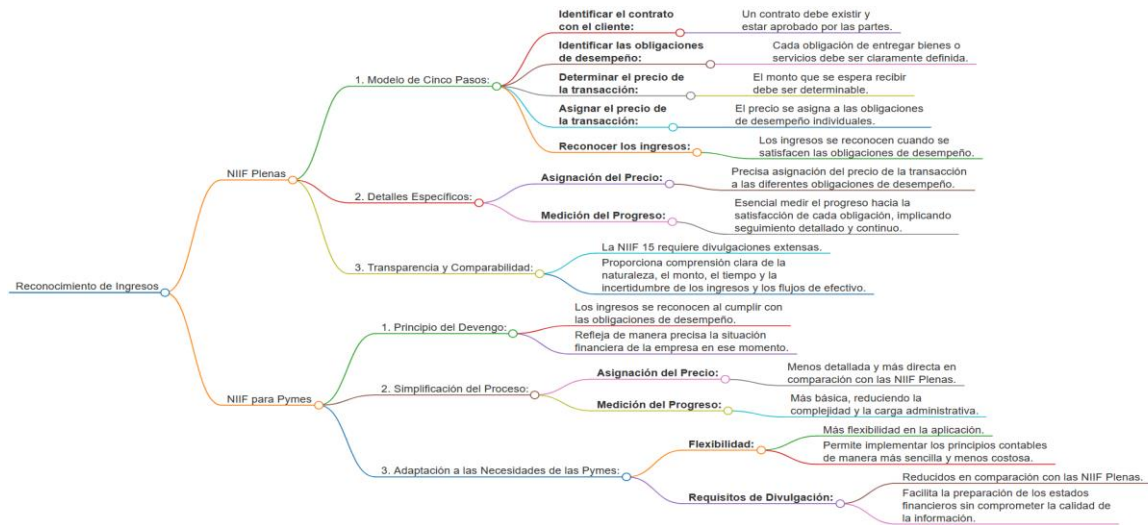 Reconocimiento de Ingresos
NIIF Plenas
1. Modelo de Cinco Pasos:
Identificar el contrato
con el cliente:
Un contrato debe existir y
estar aprobado por las partes.
Identificar las obligaciones
de desempeño:
Cada obligación de entregar bienes o
servicios debe ser claramente definida.
Determinar el precio de
la transacción:
El monto que se espera recibir
debe ser determinable.
Asignar el precio de
la transacción:
El precio se asigna a las obligaciones
de desempeño individuales.
Reconocer los ingresos:
Los ingresos se reconocen cuando se
satisfacen las obligaciones de desempeño.
2. Detalles Específicos:
Asignación del Precio:
Precisa asignación del precio de la transacción
a las diferentes obligaciones de desempeño.
Medición del Progreso:
Esencial medir el progreso hacia la
satisfacción de cada obligación, implicando
seguimiento detallado y continuo.
3. Transparencia y Comparabilidad:
La NIIF 15 requiere divulgaciones extensas.
Proporciona comprensión clara de la
naturaleza, el monto, el tiempo y la
incertidumbre de los ingresos y los flujos de efectivo.
NIIF para Pymes
1. Principio del Devengo:
Los ingresos se reconocen al cumplir con
las obligaciones de desempeño.
Refleja de manera precisa la situación
financiera de la empresa en ese momento.
2. Simplificación del Proceso:
Asignación del Precio:
Menos detallada y más directa en
comparación con las NIIF Plenas.
Medición del Progreso:
Más básica, reduciendo la
complejidad y la carga administrativa.
3. Adaptación a las Necesidades de las Pymes:
Flexibilidad:
Más flexibilidad en la aplicación.
Permite implementar los principios contables
de manera más sencilla y menos costosa.
Requisitos de Divulgación:
Reducidos en comparación con las NIIF Plenas.
Facilita la preparación de los estados
financieros sin comprometer la calidad de
la información.